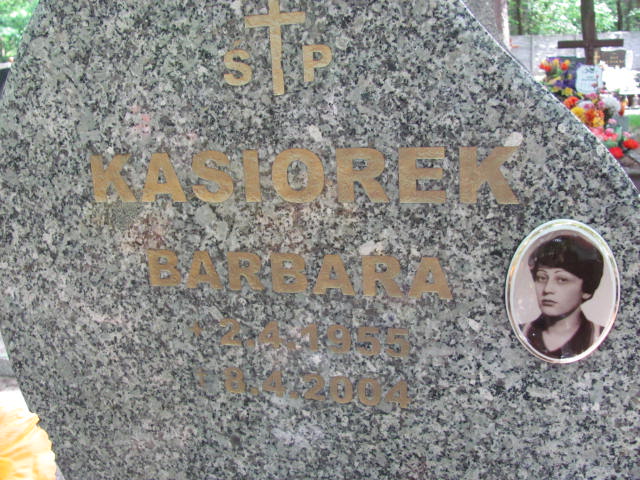 S P
KASIOREK
BARBARA
* 2.4.1955
† 8.4.2004